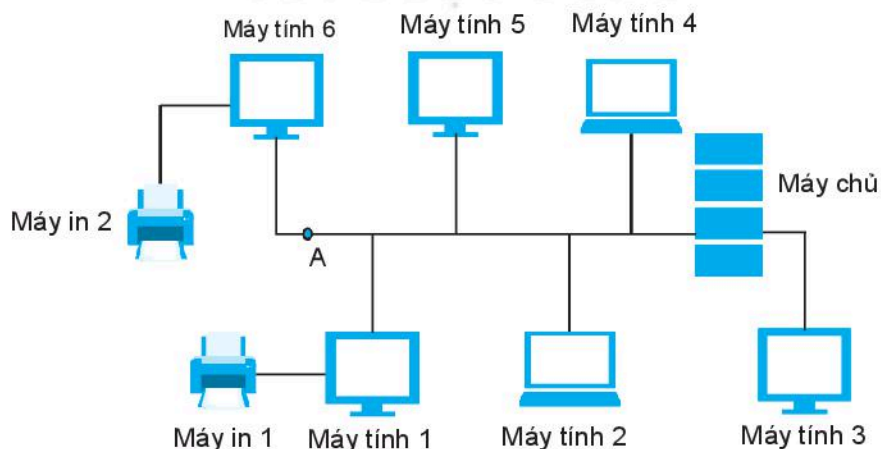 Máy tính 6
Máy tính 5
Máy tính 4
Máy chủ
Máy in 2
A
Máy in 1
Máy tính 1
Máy tính 2
Máy tính 3